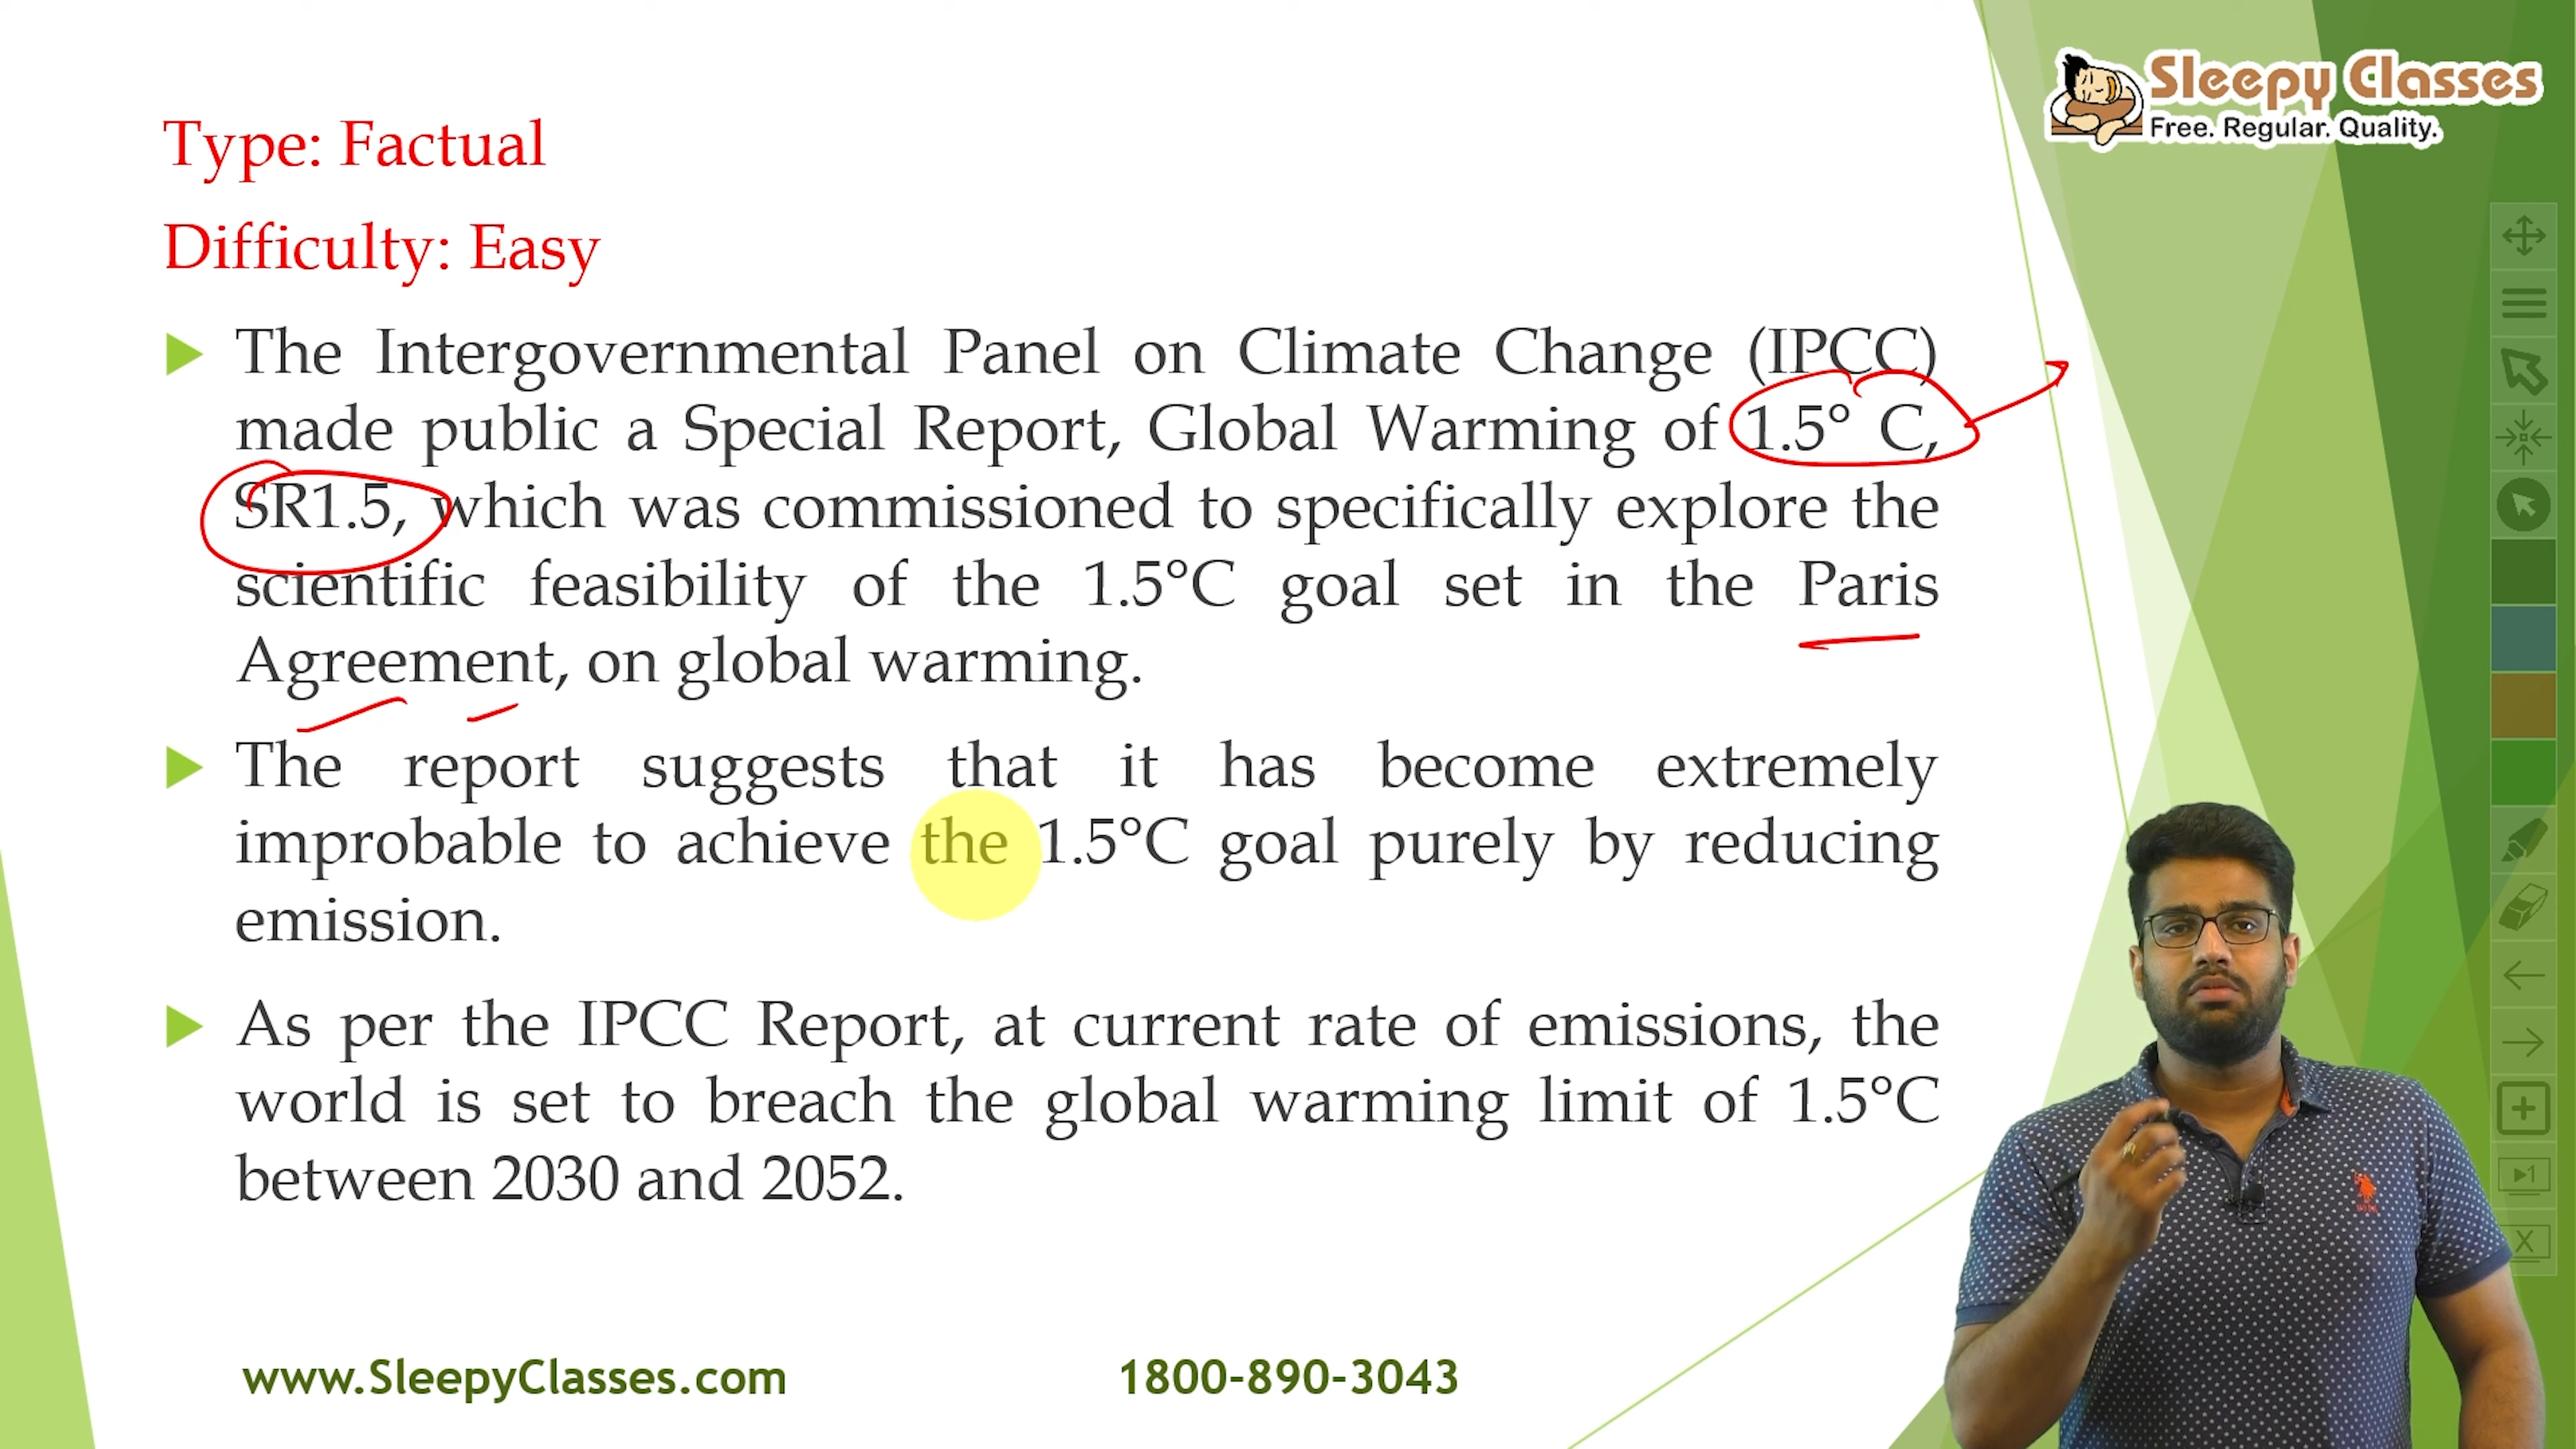 Sleepy Classes
Free. Regular. Quality.
Type: Factual
Difficulty: Easy
The Intergovernmental Panel on Climate Change (IPCC)
made public a Special Report, Global Warming of 1.5° C,
SR1.5, which was commissioned to specifically explore the
scientific feasibility of the 1.5°C goal set in the Paris
Agreement, on global warming.
The report suggests that it has become extremely
improbable to achieve the 1.5°C goal purely by reducing
emission.
As per the IPCC Report, at current rate of emissions, the
world is set to breach the global warming limit of 1.5°C
between 2030 and 2052.
www.SleepyClasses.com 1800-890-3043